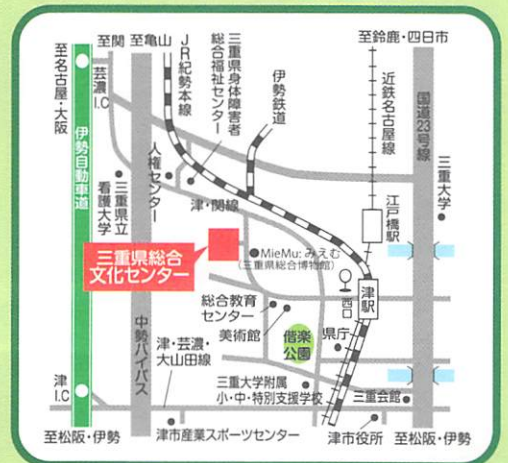 至名古屋・大阪
芸濃I.C
至関
至亀山
JR紀勢本線
三重県身体障害者
総合福祉センター
伊勢鉄道
至鈴鹿・四日市
近鉄名古屋線
国道23号線
三重大学
江戸橋駅
伊勢自動車道
三重県立
看護大学
人権センター
津・関線
三重県総合
文化センター
MieMu:みえむ
(三重県総合博物館)
西口
津駅
総合教育
センター
美術館
偕楽
公園
県庁
中勢バイパス
津・芸濃・
大山田線
津
I.C
三重大学附属
小・中・特別支援学校
三重会館
至松阪・伊勢
津市産業スポーツセンター
津市役所
至松阪・伊勢